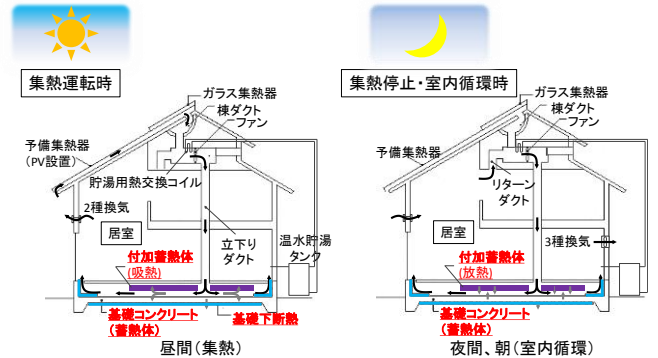 集熱運転時
ガラス集熱器
棟ダクト
ファン
予備集熱器
(PV設置)
貯湯用熱交換コイル
2種換気
居室
立下り
ダクト
温水貯湯
タンク
付加蓄熱体
(吸熱)
基礎コンクリート
(蓄熱体)
基礎下断熱
昼間(集熱)
集熱停止・室内循環時
ガラス集熱器
棟ダクト
ファン
予備集熱器
リターン
ダクト
居室
3種換気
付加蓄熱体
(放熱)
基礎コンクリート
(蓄熱体)
夜間、朝(室内循環)